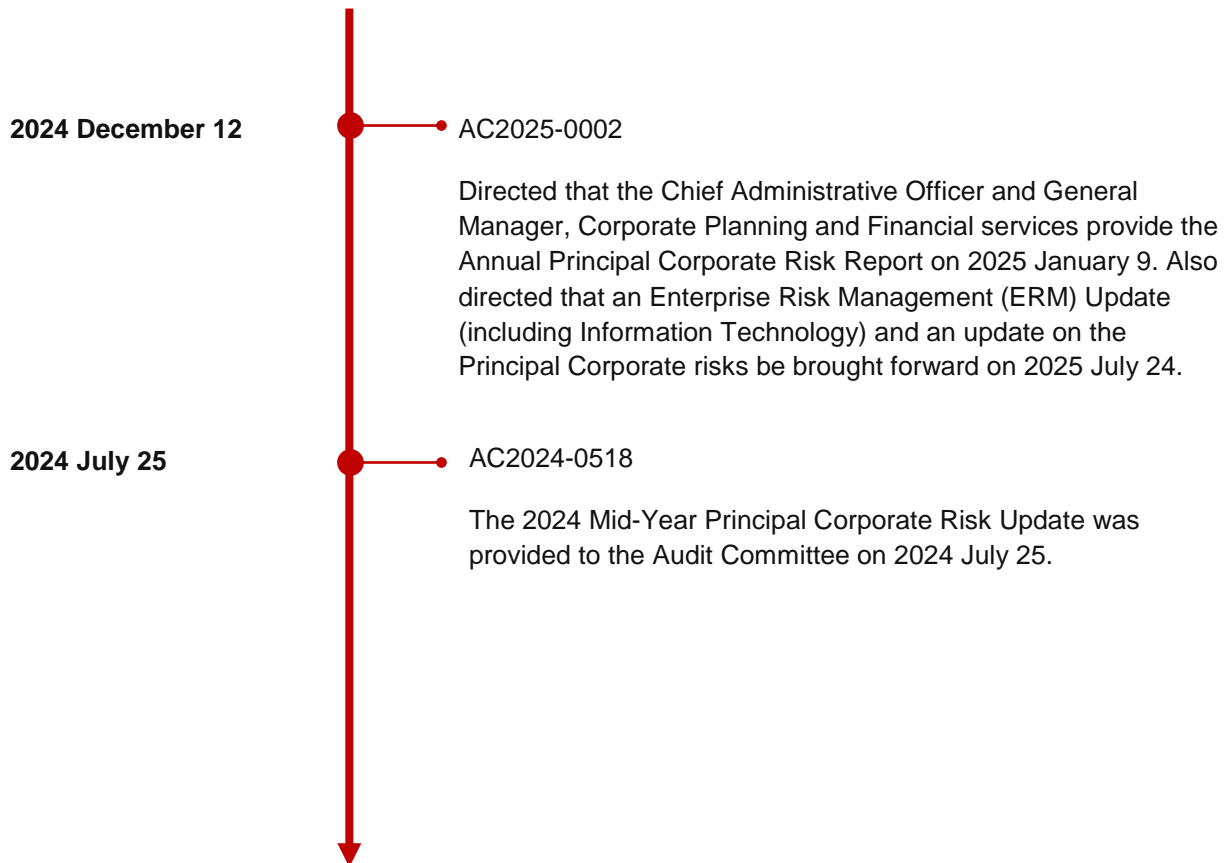 2024 December 12
AC2025-0002
Directed that the Chief Administrative Officer and General
Manager, Corporate Planning and Financial services provide the
Annual Principal Corporate Risk Report on 2025 January 9. Also
directed that an Enterprise Risk Management (ERM) Update
(including Information Technology) and an update on the
Principal Corporate risks be brought forward on 2025 July 24.
2024 July 25
AC2024-0518
The 2024 Mid-Year Principal Corporate Risk Update was
provided to the Audit Committee on 2024 July 25.